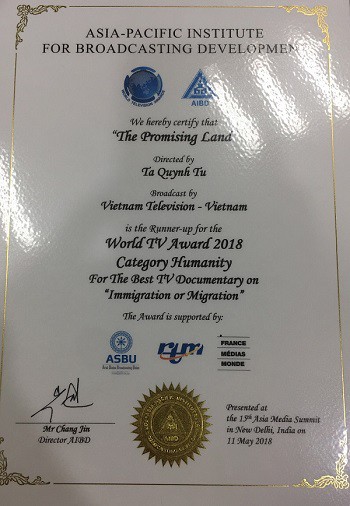 ASIA-PACIFIC INSTITUTE
FOR BROADCASTING DEVELOPMENT
AIBD
We hereby certify that
"The Promising Land
Directed by
Ta Quynh Tu
Broadcast by
Vietnam Television - Vietnam
is the Runner-up for the
World TV Award 2018
Category Humanity
For The Best TV Documentary on
"Immigration or Migration"
The Award is supported by:
ASBU
FRANCE
MÉDIAS
MONDE
Mr Chang Jin
Director AIBD
AIBD
Presented at
the 15th Asia Media Summit
in New Delhi, India on
11 May 2018